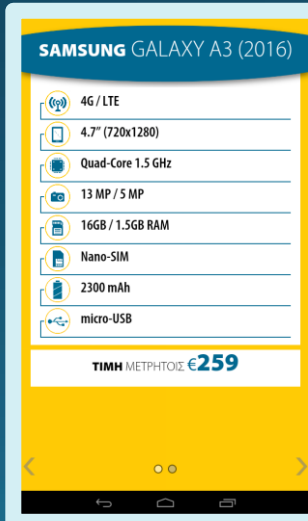 SAMSUNG GALAXY A3 (2016)
4G / LTE
4.7” (720x1280)
Quad-Core 1.5 GHz
13 MP / 5 MP
16GB / 1.5GB RAM
Nano-SIM
2300 mAh
micro-USB
ΤΙΜΗ ΜΕΤΡΗΤΟΙΣ €259